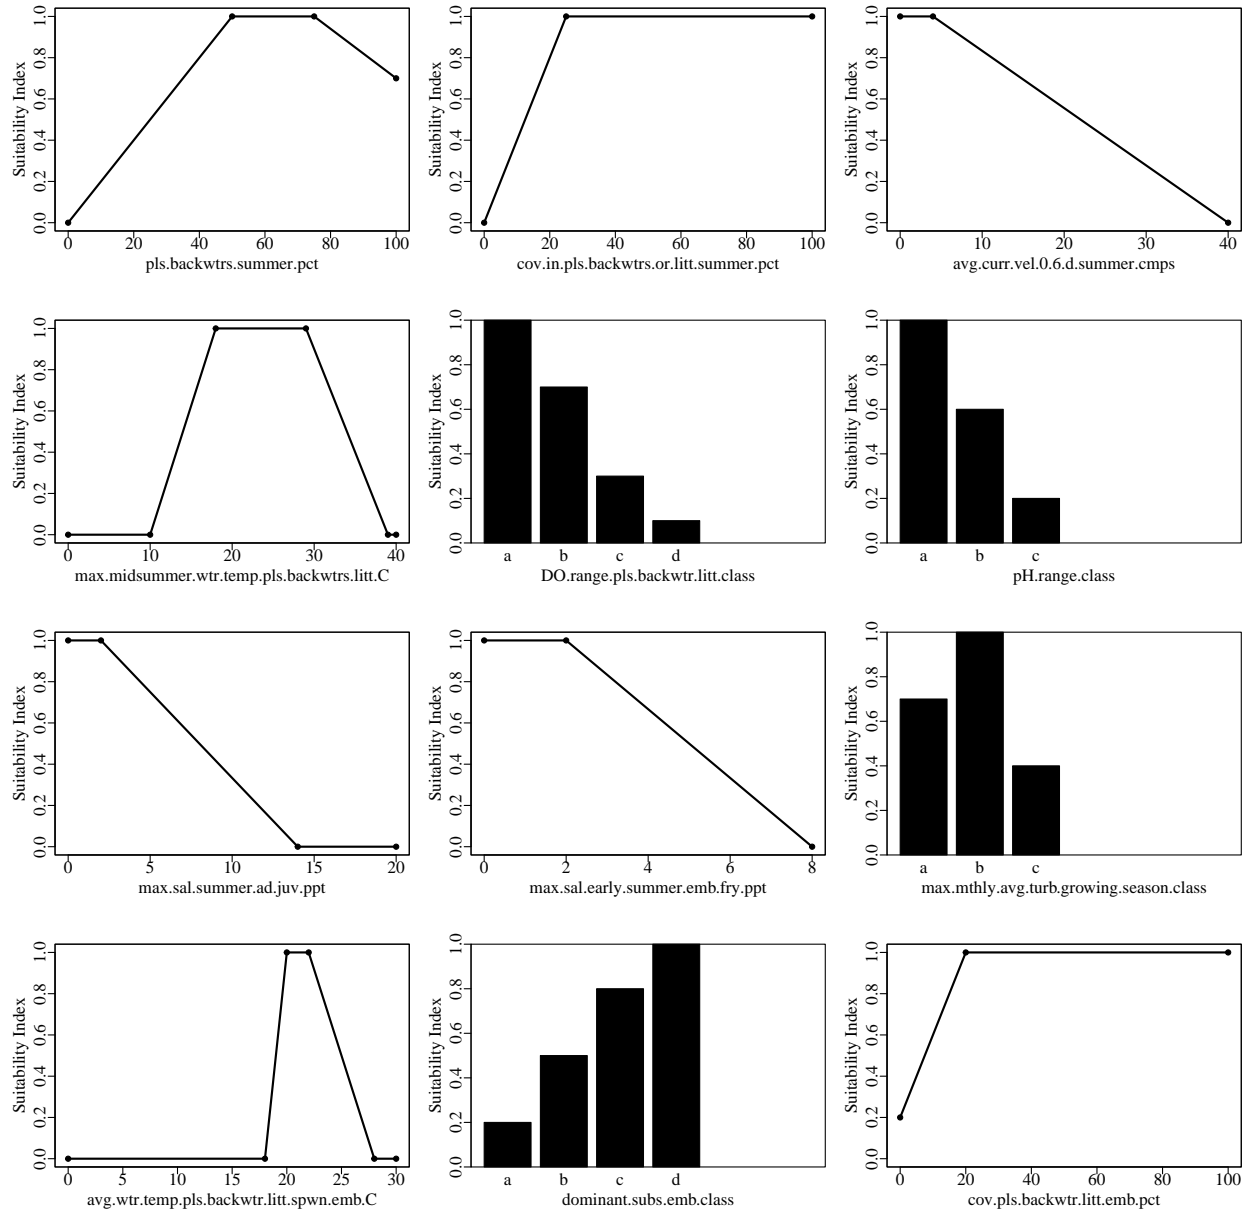 Suitability Index
0.0 0.2 0.4 0.6 0.8 1.0
0 20 40 60 80 100
pls.backwtrs.summer.pct
Suitability Index
0.0 0.2 0.4 0.6 0.8 1.0
0 20 40 60 80 100
cov.in.pls.backwtrs.or.litt.summer.pct
Suitability Index
0.0 0.2 0.4 0.6 0.8 1.0
0 10 20 30 40
avg.curr.vel.0.6.d.summer.cmps
Suitability Index
0.0 0.2 0.4 0.6 0.8 1.0
0 10 20 30 40
max.midsummer.wtr.temp.pls.backwtrs.litt.C
Suitability Index
0.0 0.2 0.4 0.6 0.8 1.0
a b c d
DO.range.pls.backwtr.litt.class
Suitability Index
0.0 0.2 0.4 0.6 0.8 1.0
a b c
pH.range.class
Suitability Index
0.0 0.2 0.4 0.6 0.8 1.0
0 5 10 15 20
max.sal.summer.ad.juv.ppt
Suitability Index
0.0 0.2 0.4 0.6 0.8 1.0
0 2 4 6 8
max.sal.early.summer.emb.fry.ppt
Suitability Index
0.0 0.2 0.4 0.6 0.8 1.0
a b c
max.mthly.avg.turb.growing.season.class
Suitability Index
0.0 0.2 0.4 0.6 0.8 1.0
0 5 10 15 20 25 30
avg.wtr.temp.pls.backwtr.litt.spwn.emb.C
Suitability Index
0.0 0.2 0.4 0.6 0.8 1.0
a b c d
dominant.subs.emb.class
Suitability Index
0.0 0.2 0.4 0.6 0.8 1.0
0 20 40 60 80 100
cov.pls.backwtr.litt.emb.pct